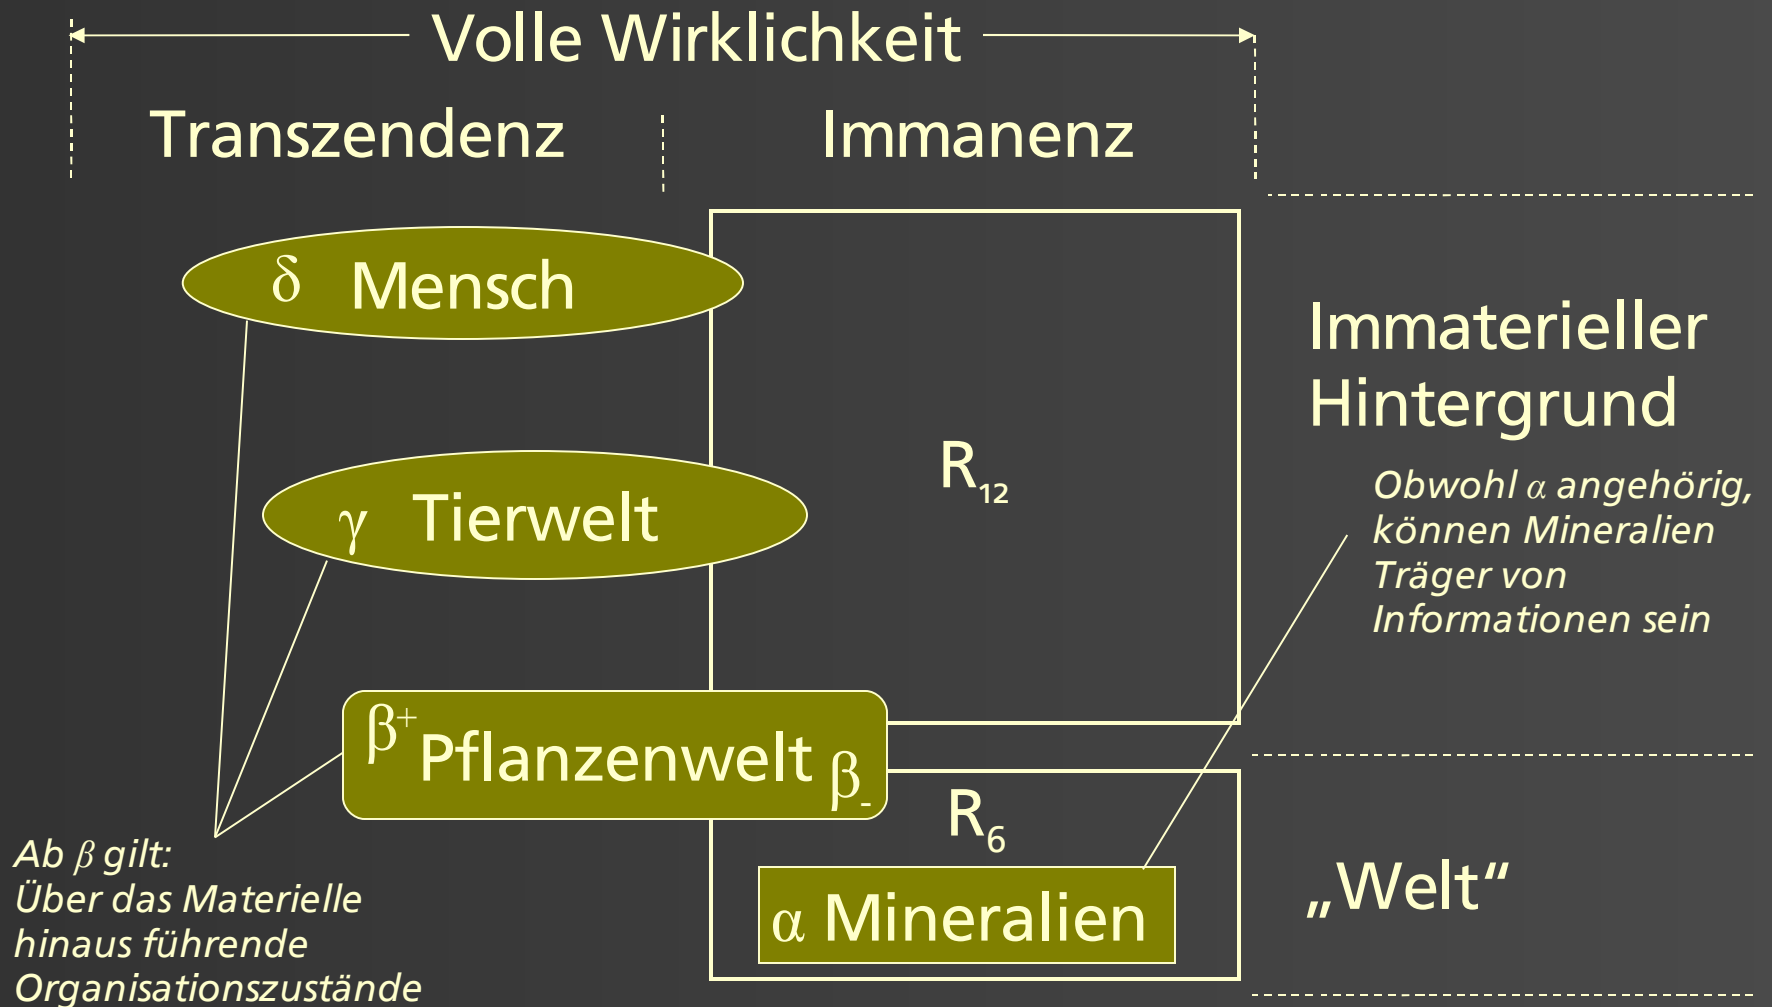 Volle Wirklichkeit
Transzendenz
Immanenz
δ Mensch
γ Tierwelt
β+ Pflanzenwelt β-
R12
R6
α Mineralien
Immaterieller
Hintergrund
Obwohl α angehörig,
können Mineralien
Träger von
Informationen sein
„Welt“
Ab β gilt:
Über das Materielle
hinaus führende
Organisationszustände